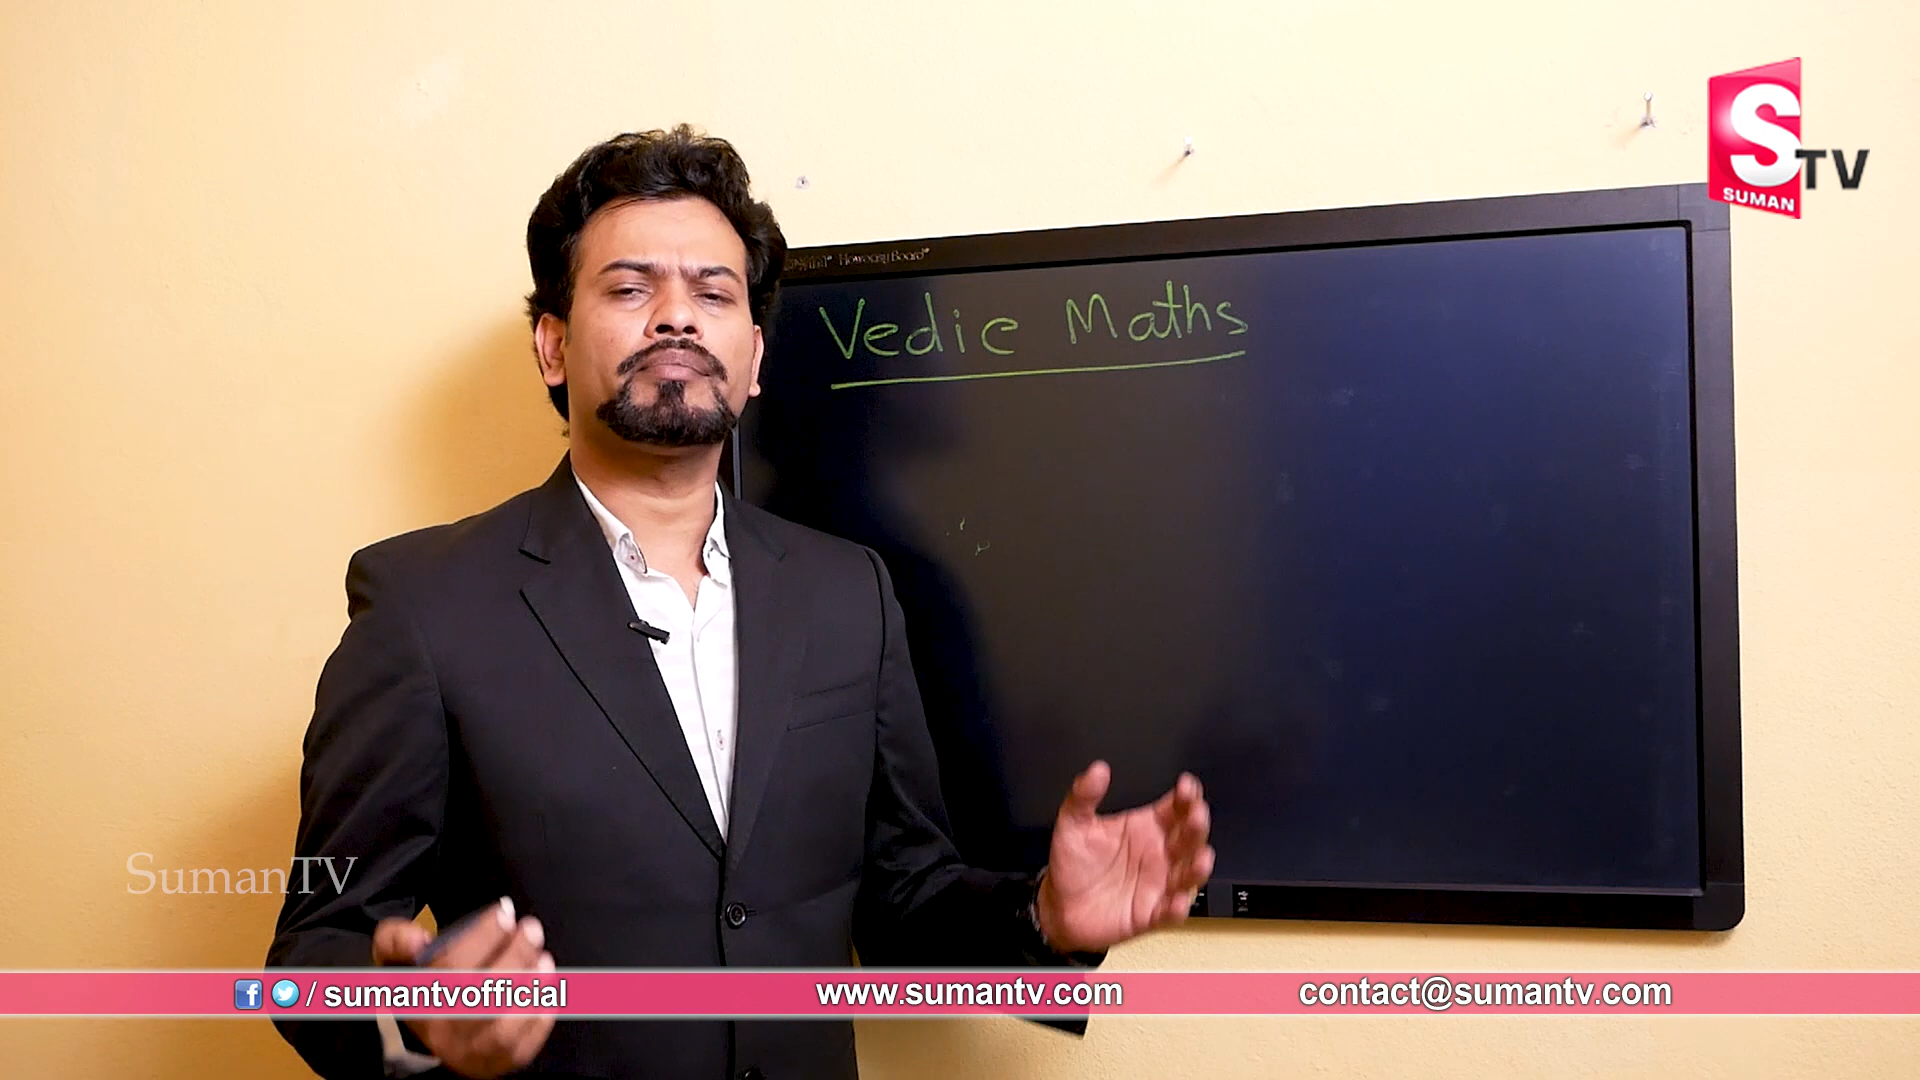 S
TV
SUMAN
Vedic Maths
SumanTV
/ sumantvofficial
www.sumantv.com
contact@sumantv.com